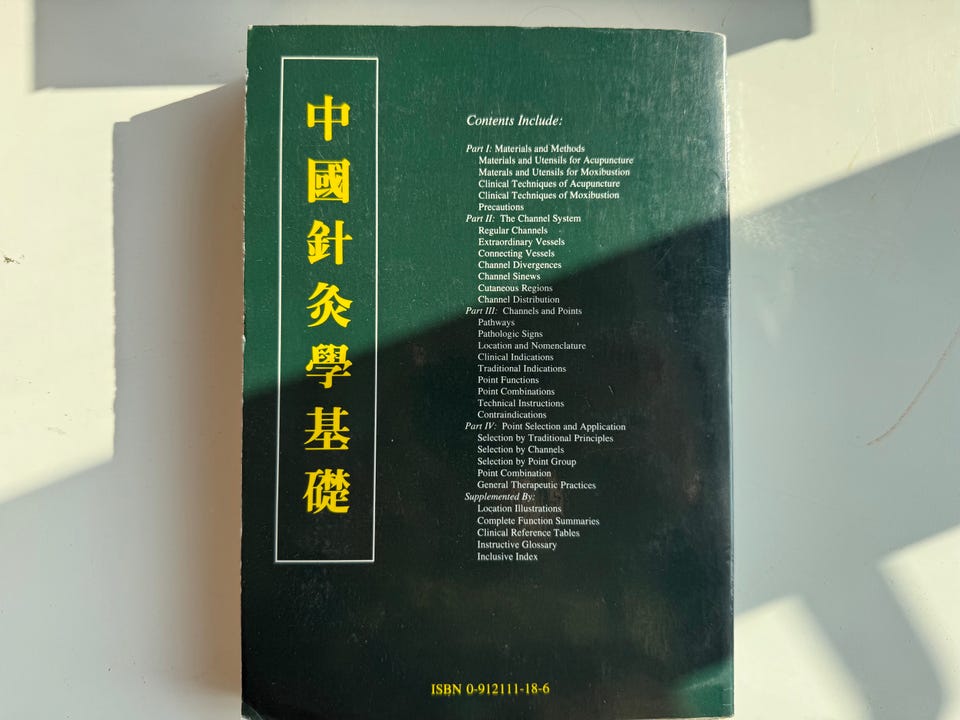 中國針灸學基礎
Contents Include:
Part I: Materials and Methods
Materials and Utensils for Acupuncture
Materals and Utensils for Moxibustion
Clinical Techniques of Acupuncture
Clinical Techniques of Moxibustion
Precautions
Part II: The Channel System
Regular Channels
Extraordinary Vessels
Connecting Vessels
Channel Divergences
Channel Sinews
Cutaneous Regions
Channel Distribution
Part III: Channels and Points
Pathways
Pathologic Signs
Location and Nomenclature
Clinical Indications
Traditional Indications
Point Functions
Point Combinations
Technical Instructions
Contraindications
Part IV: Point Selection and Application
Selection by Traditional Principles
Selection by Channels
Selection by Point Group
Point Combination
General Therapeutic Practices
Supplemented By:
Location Illustrations
Complete Function Summaries
Clinical Reference Tables
Instructive Glossary
Inclusive Index
ISBN 0-912111-18-6